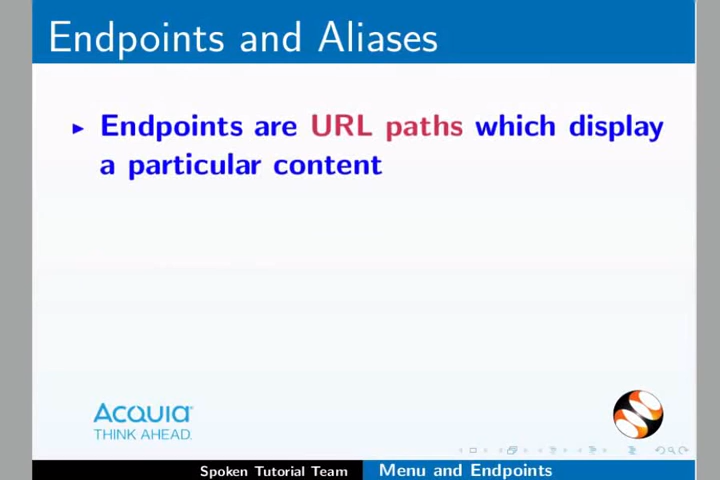 Endpoints and Aliases
Endpoints are URL paths which display
a particular content
ACQUIA
THINK AHEAD.
Spoken Tutorial Team
Menu and Endpoints